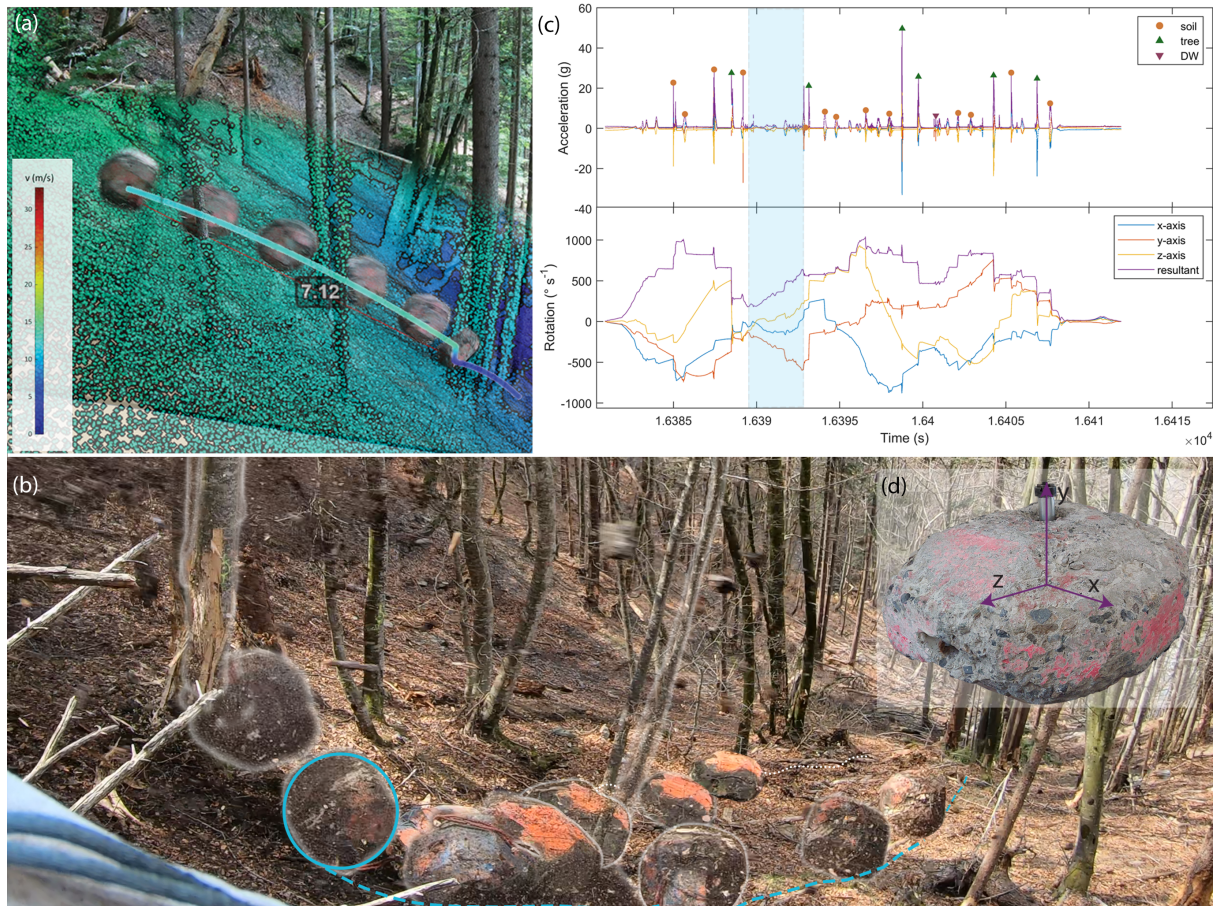 (a)
v (m/s)
30
25
20
15
10
5
0
7.12
(c)
60
40
20
0
-20
-40
Acceleration (g)
soil
tree
DW
1000
500
0
-500
-1000
Rotation (° s⁻¹)
x-axis
y-axis
z-axis
resultant
1.6385 1.639 1.6395 1.64 1.6405 1.641 1.6415
Time (s)
×10⁴
(b)
(d)
y
z x